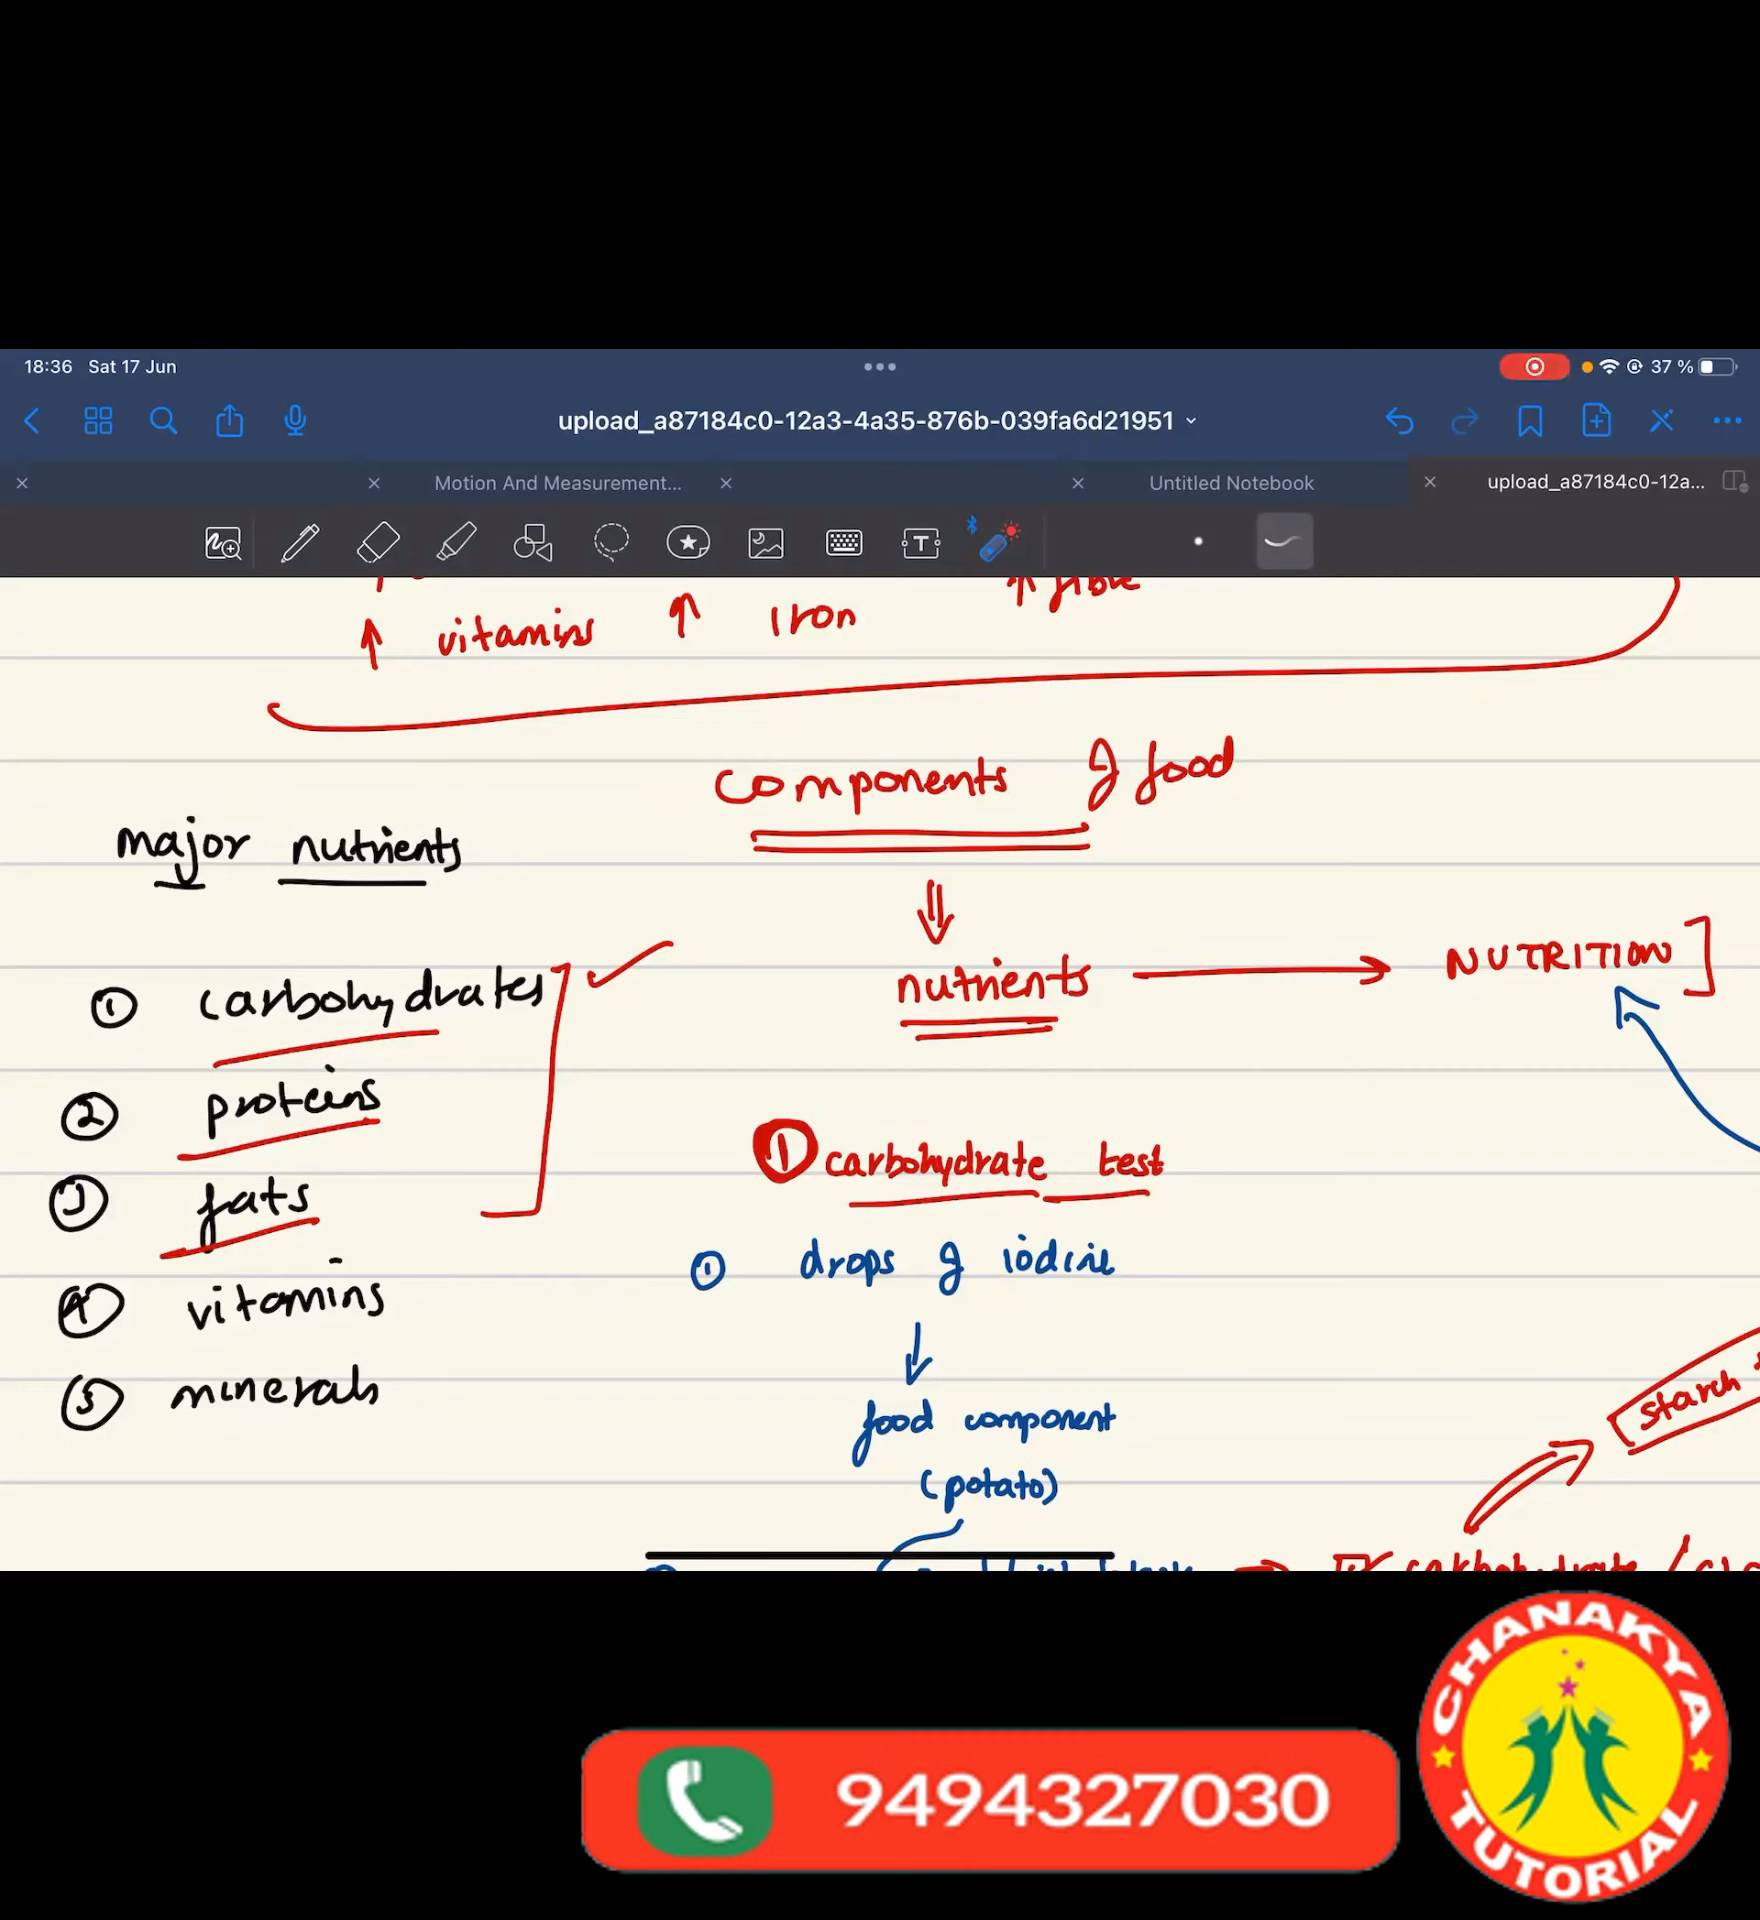 18:36 Sat 17 Jun
37 %
upload_a87184c0-12a3-4a35-876b-039fa6d21951
Motion And Measurement...
Untitled Notebook
upload_a87184c0-12a...
↑ vitamins ↑ Iron
components of food
major nutrients
nutrients → NUTRITION]
① carbohydrates
② proteins
③ fats
④ vitamins
⑤ minerals
① carbohydrate test
① drops of iodine
food component
(potato)
starch
carbohydrate /
CHANAKYA
TUTORIAL
9494327030